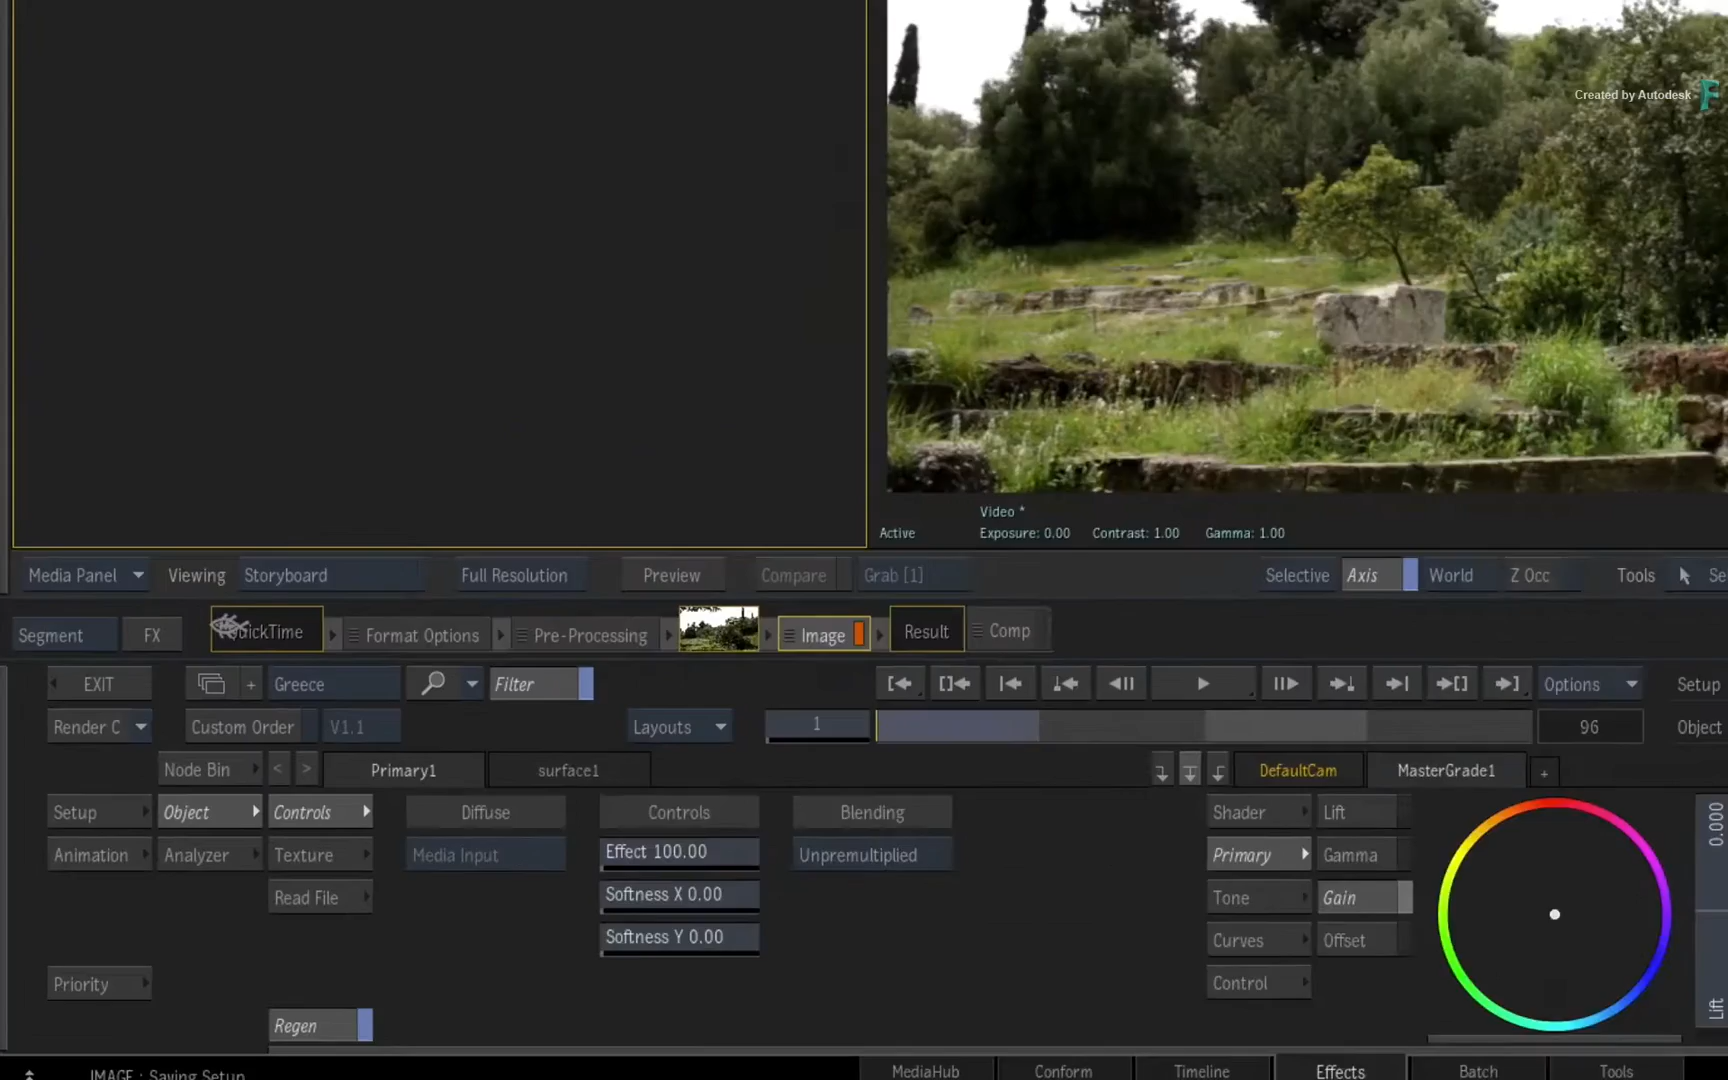 Created by Autodesk
Video *
Active Exposure: 0.00 Contrast: 1.00 Gamma: 1.00
Media Panel Viewing Storyboard Full Resolution Preview Compare Grab [1] Selective Axis World Z Occ Tools Se
Segment FX QuickTime Format Options Pre-Processing Image Result Comp
EXIT + Greece Filter Options Setup
Render C Custom Order V1.1 Layouts 1 96 Object
Node Bin < > Primary1 surface1 DefaultCam MasterGrade1 +
Setup Object Controls Diffuse Controls Blending Shader Lift 0.000
Animation Analyzer Texture Media Input Effect 100.00 Unpremultiplied Primary Gamma
Read File Softness X 0.00 Tone Gain
Softness Y 0.00 Curves Offset
Priority Control Lift
Regen
IMAGE : Saving Setup MediaHub Conform Timeline Effects Batch Tools